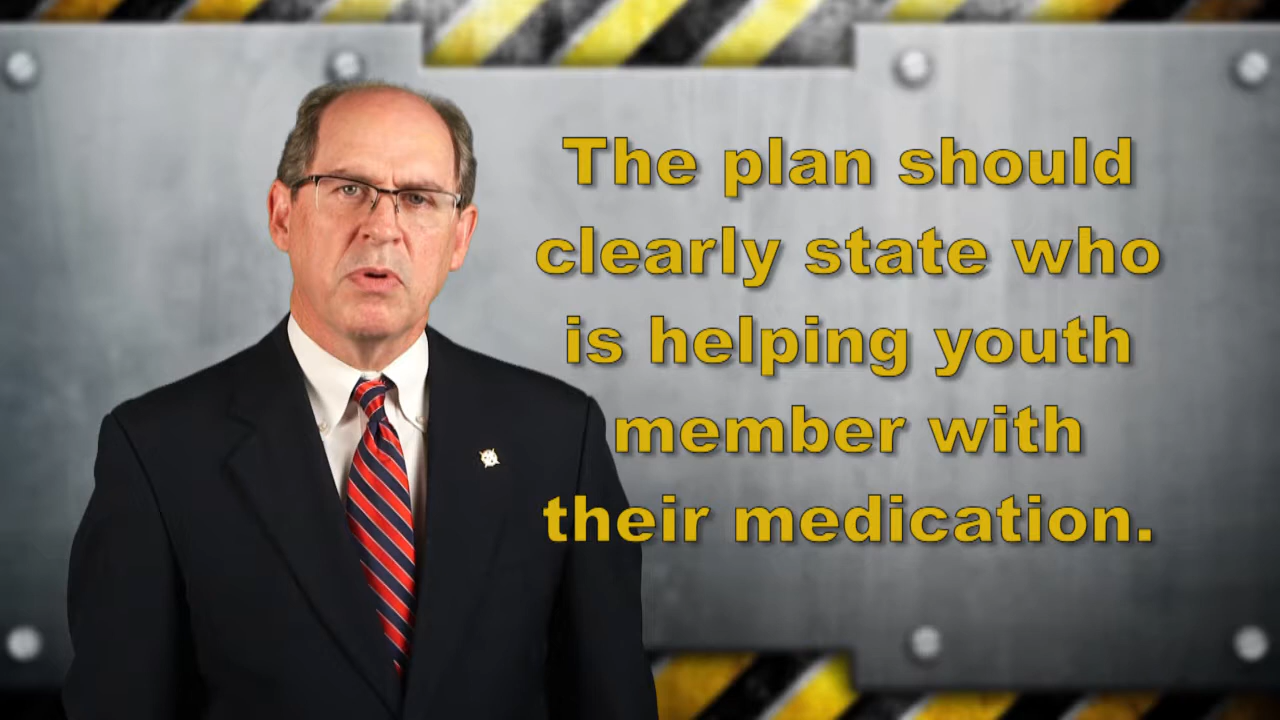 The plan should
clearly state who
is helping youth
member with
their medication.